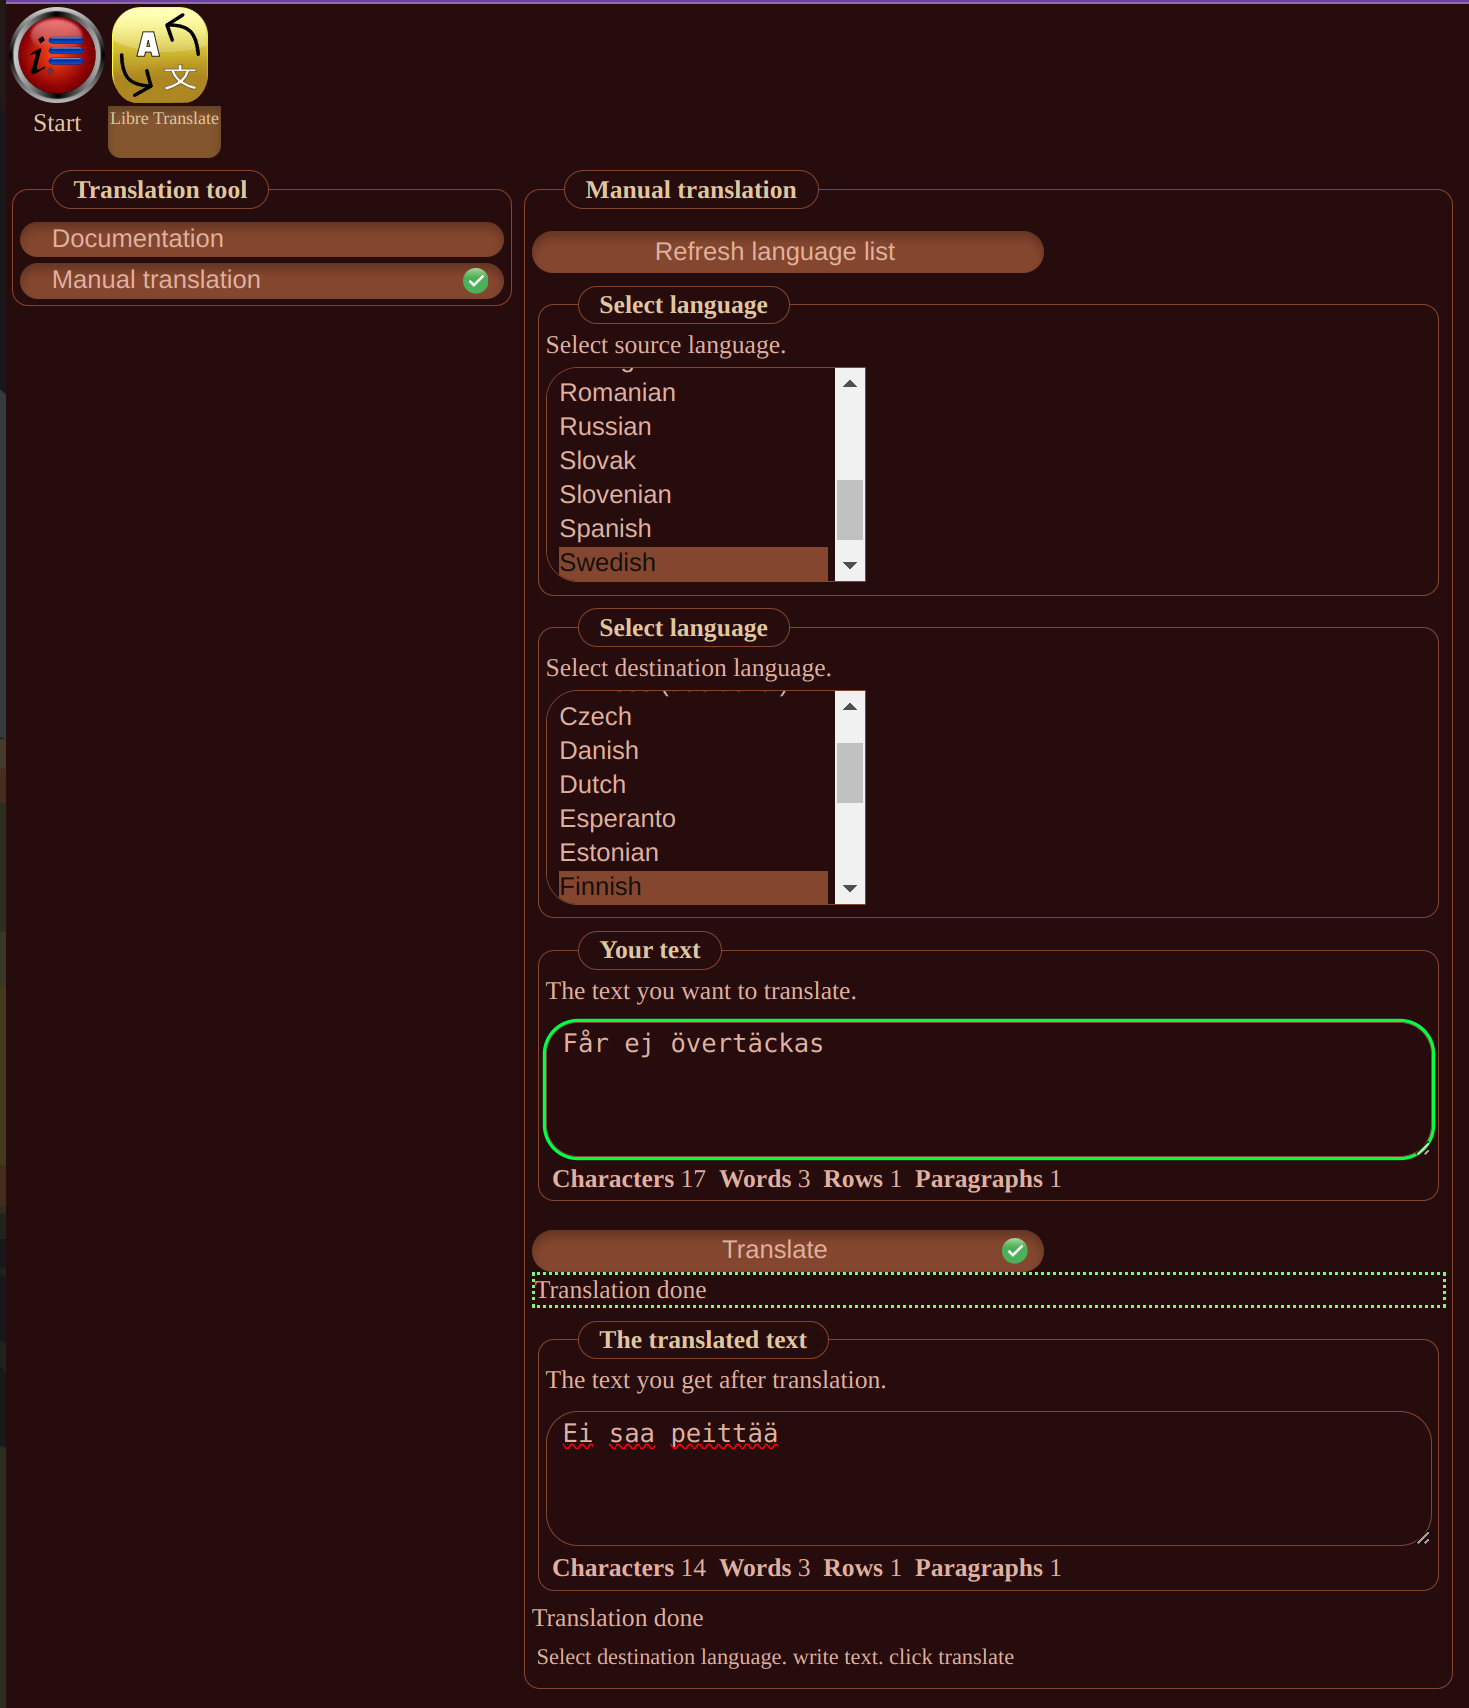 Start
Libre Translate
Translation tool
Documentation
Manual translation
Manual translation
Refresh language list
Select language
Select source language.
Romanian
Russian
Slovak
Slovenian
Spanish
Swedish
Select language
Select destination language.
Czech
Danish
Dutch
Esperanto
Estonian
Finnish
Your text
The text you want to translate.
Får ej övertäckas
Characters 17 Words 3 Rows 1 Paragraphs 1
Translate
Translation done
The translated text
The text you get after translation.
Ei saa peittää
Characters 14 Words 3 Rows 1 Paragraphs 1
Translation done
Select destination language. write text. click translate